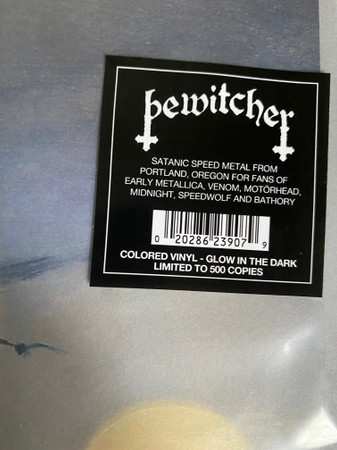 bewitcher
SATANIC SPEED METAL FROM
PORTLAND, OREGON FOR FANS OF
EARLY METALLICA, VENOM, MOTÖRHEAD,
MIDNIGHT, SPEEDWOLF AND BATHORY
0 20286 23907 9
COLORED VINYL - GLOW IN THE DARK
LIMITED TO 500 COPIES